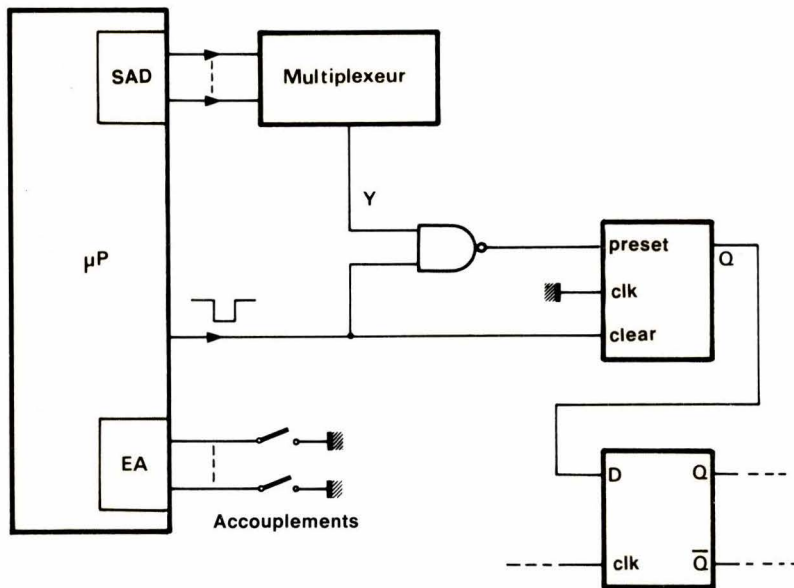 SAD
Multiplexeur
Y
µP
preset
Q
clk
clear
EA
Accouplements
D
Q
clk
Q̅